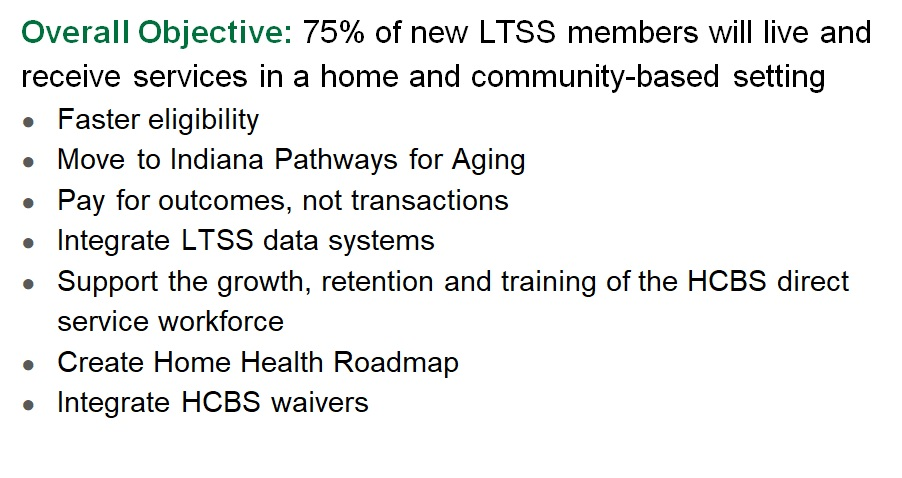 Overall Objective: 75% of new LTSS members will live and
receive services in a home and community-based setting
● Faster eligibility
● Move to Indiana Pathways for Aging
● Pay for outcomes, not transactions
● Integrate LTSS data systems
● Support the growth, retention and training of the HCBS direct
service workforce
● Create Home Health Roadmap
● Integrate HCBS waivers